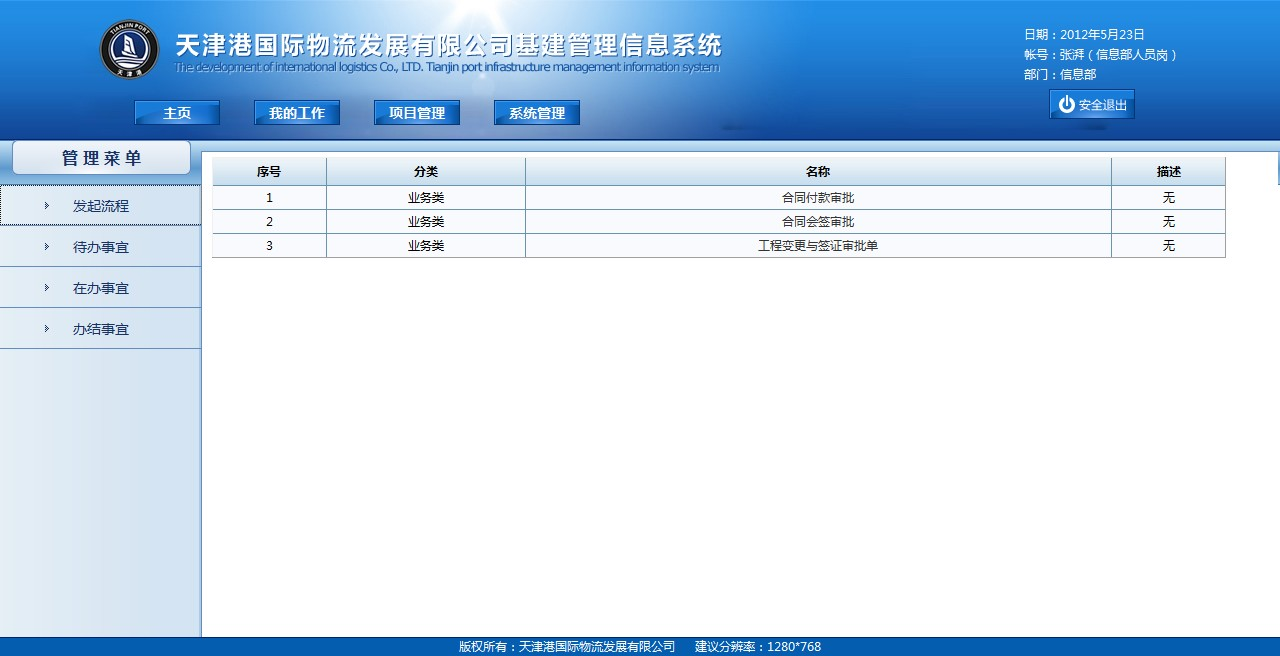 TIANJIN PORT
天津港
天津港国际物流发展有限公司基建管理信息系统
The development of international logistics Co., LTD. Tianjin port infrastructure management information system
日期：2012年5月23日
帐号：张湃（信息部人员岗）
部门：信息部
主页 我的工作 项目管理 系统管理 安全退出
管理菜单
发起流程
待办事宜
在办事宜
办结事宜
序号 分类 名称 描述
1 业务类 合同付款审批 无
2 业务类 合同会签审批 无
3 业务类 工程变更与签证审批单 无
版权所有：天津港国际物流发展有限公司 建议分辨率：1280*768